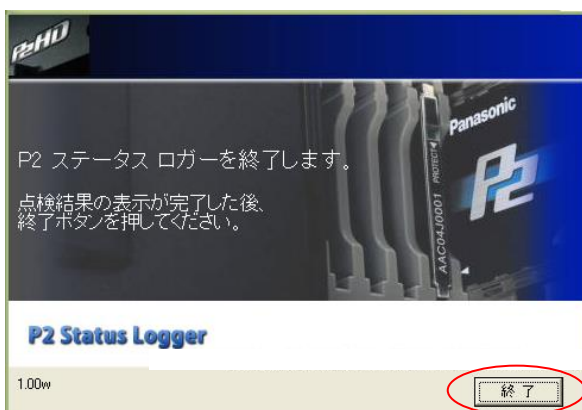 P2HD
Panasonic
P2
PROTECT
AAC04J0001
P2 ステータス ロガーを終了します。
点検結果の表示が完了した後、
終了ボタンを押してください。
P2 Status Logger
1.00w
終 了